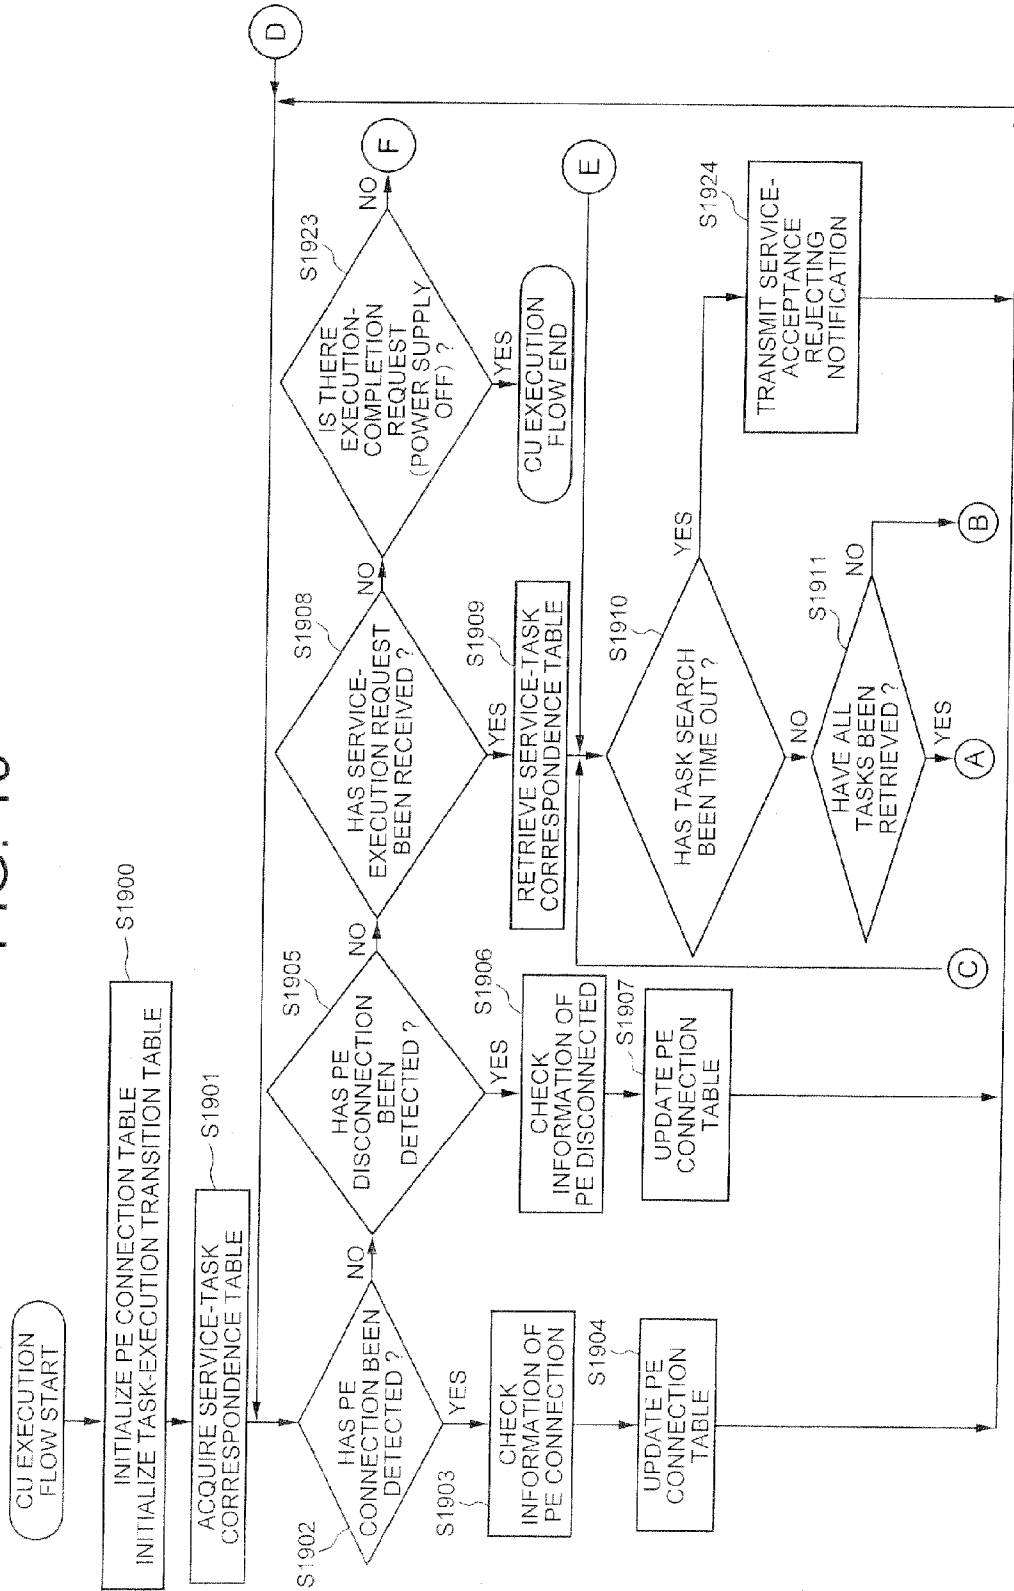 CU EXECUTION
FLOW START
INITIALIZE PE CONNECTION TABLE
INITIALIZE TASK-EXECUTION TRANSITION TABLE
S1900
ACQUIRE SERVICE-TASK
CORRESPONDENCE TABLE
S1901
D
HAS PE
CONNECTION BEEN
DETECTED ?
S1902
NO
YES
HAS PE
DISCONNECTION
BEEN
DETECTED ?
S1905
NO
YES
HAS SERVICE-
EXECUTION REQUEST
BEEN RECEIVED ?
S1908
NO
YES
IS THERE
EXECUTION-
COMPLETION
REQUEST
(POWER SUPPLY
OFF) ?
S1923
NO
F
YES
CU EXECUTION
FLOW END
S1903
CHECK
INFORMATION OF
PE CONNECTION
S1904
UPDATE PE
CONNECTION
TABLE
S1906
CHECK
INFORMATION OF
PE DISCONNECTED
S1907
UPDATE PE
CONNECTION
TABLE
S1909
RETRIEVE SERVICE-TASK
CORRESPONDENCE TABLE
E
C
HAS TASK SEARCH
BEEN TIME OUT ?
S1910
YES
NO
S1924
TRANSMIT SERVICE-
ACCEPTANCE
REJECTING
NOTIFICATION
HAVE ALL
TASKS BEEN
RETRIEVED ?
S1911
NO
B
YES
A